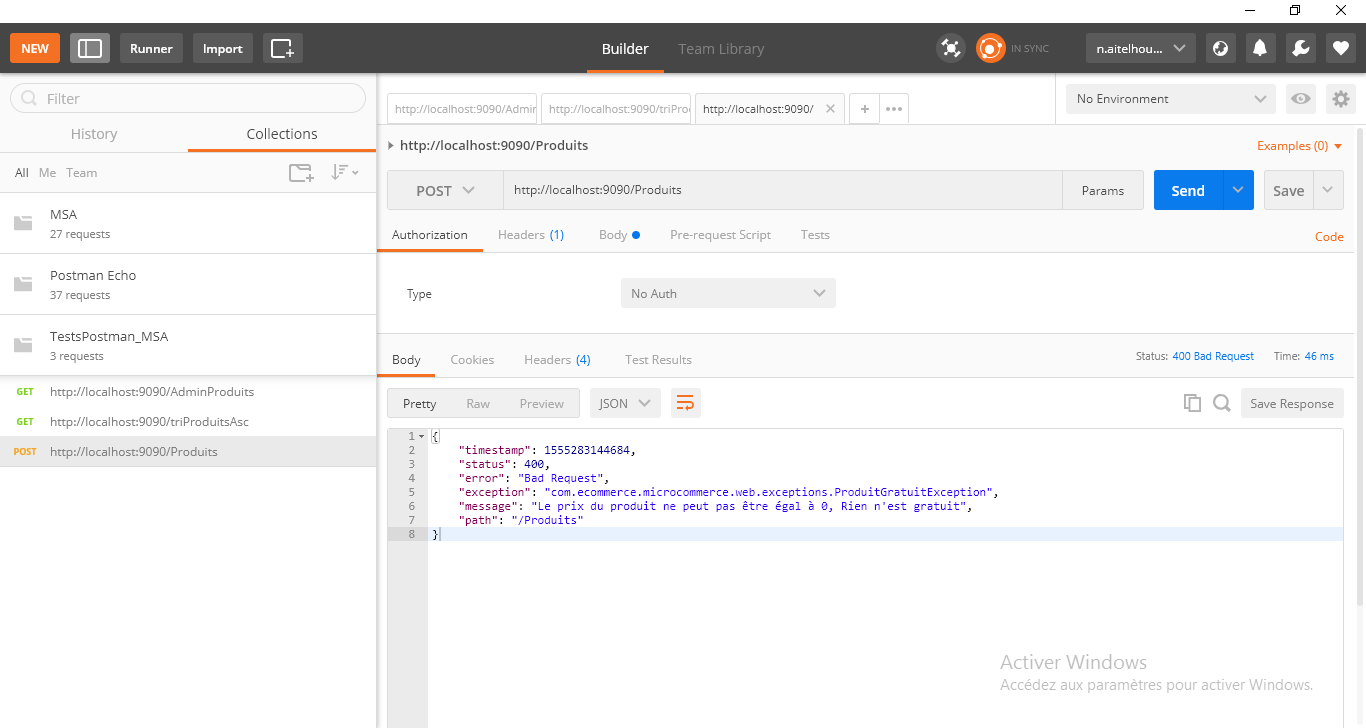 NEW
Runner
Import
Builder
Team Library
IN SYNC
n.aitelhou...
Filter
History
Collections
All
Me
Team
MSA
27 requests
Postman Echo
37 requests
TestsPostman_MSA
3 requests
GET http://localhost:9090/AdminProduits
GET http://localhost:9090/triProduitsAsc
POST http://localhost:9090/Produits
http://localhost:9090/Admin
http://localhost:9090/triPro
http://localhost:9090/
No Environment
http://localhost:9090/Produits
Examples (0)
POST
http://localhost:9090/Produits
Params
Send
Save
Authorization
Headers (1)
Body
Pre-request Script
Tests
Code
Type
No Auth
Body
Cookies
Headers (4)
Test Results
Status: 400 Bad Request
Time: 46 ms
Pretty
Raw
Preview
JSON
Save Response
1 {
2 "timestamp": 1555283144684,
3 "status": 400,
4 "error": "Bad Request",
5 "exception": "com.ecommerce.microcommerce.web.exceptions.ProduitGratuitException",
6 "message": "Le prix du produit ne peut pas être égal à 0, Rien n'est gratuit",
7 "path": "/Produits"
8 }
Activer Windows
Accédez aux paramètres pour activer Windows.